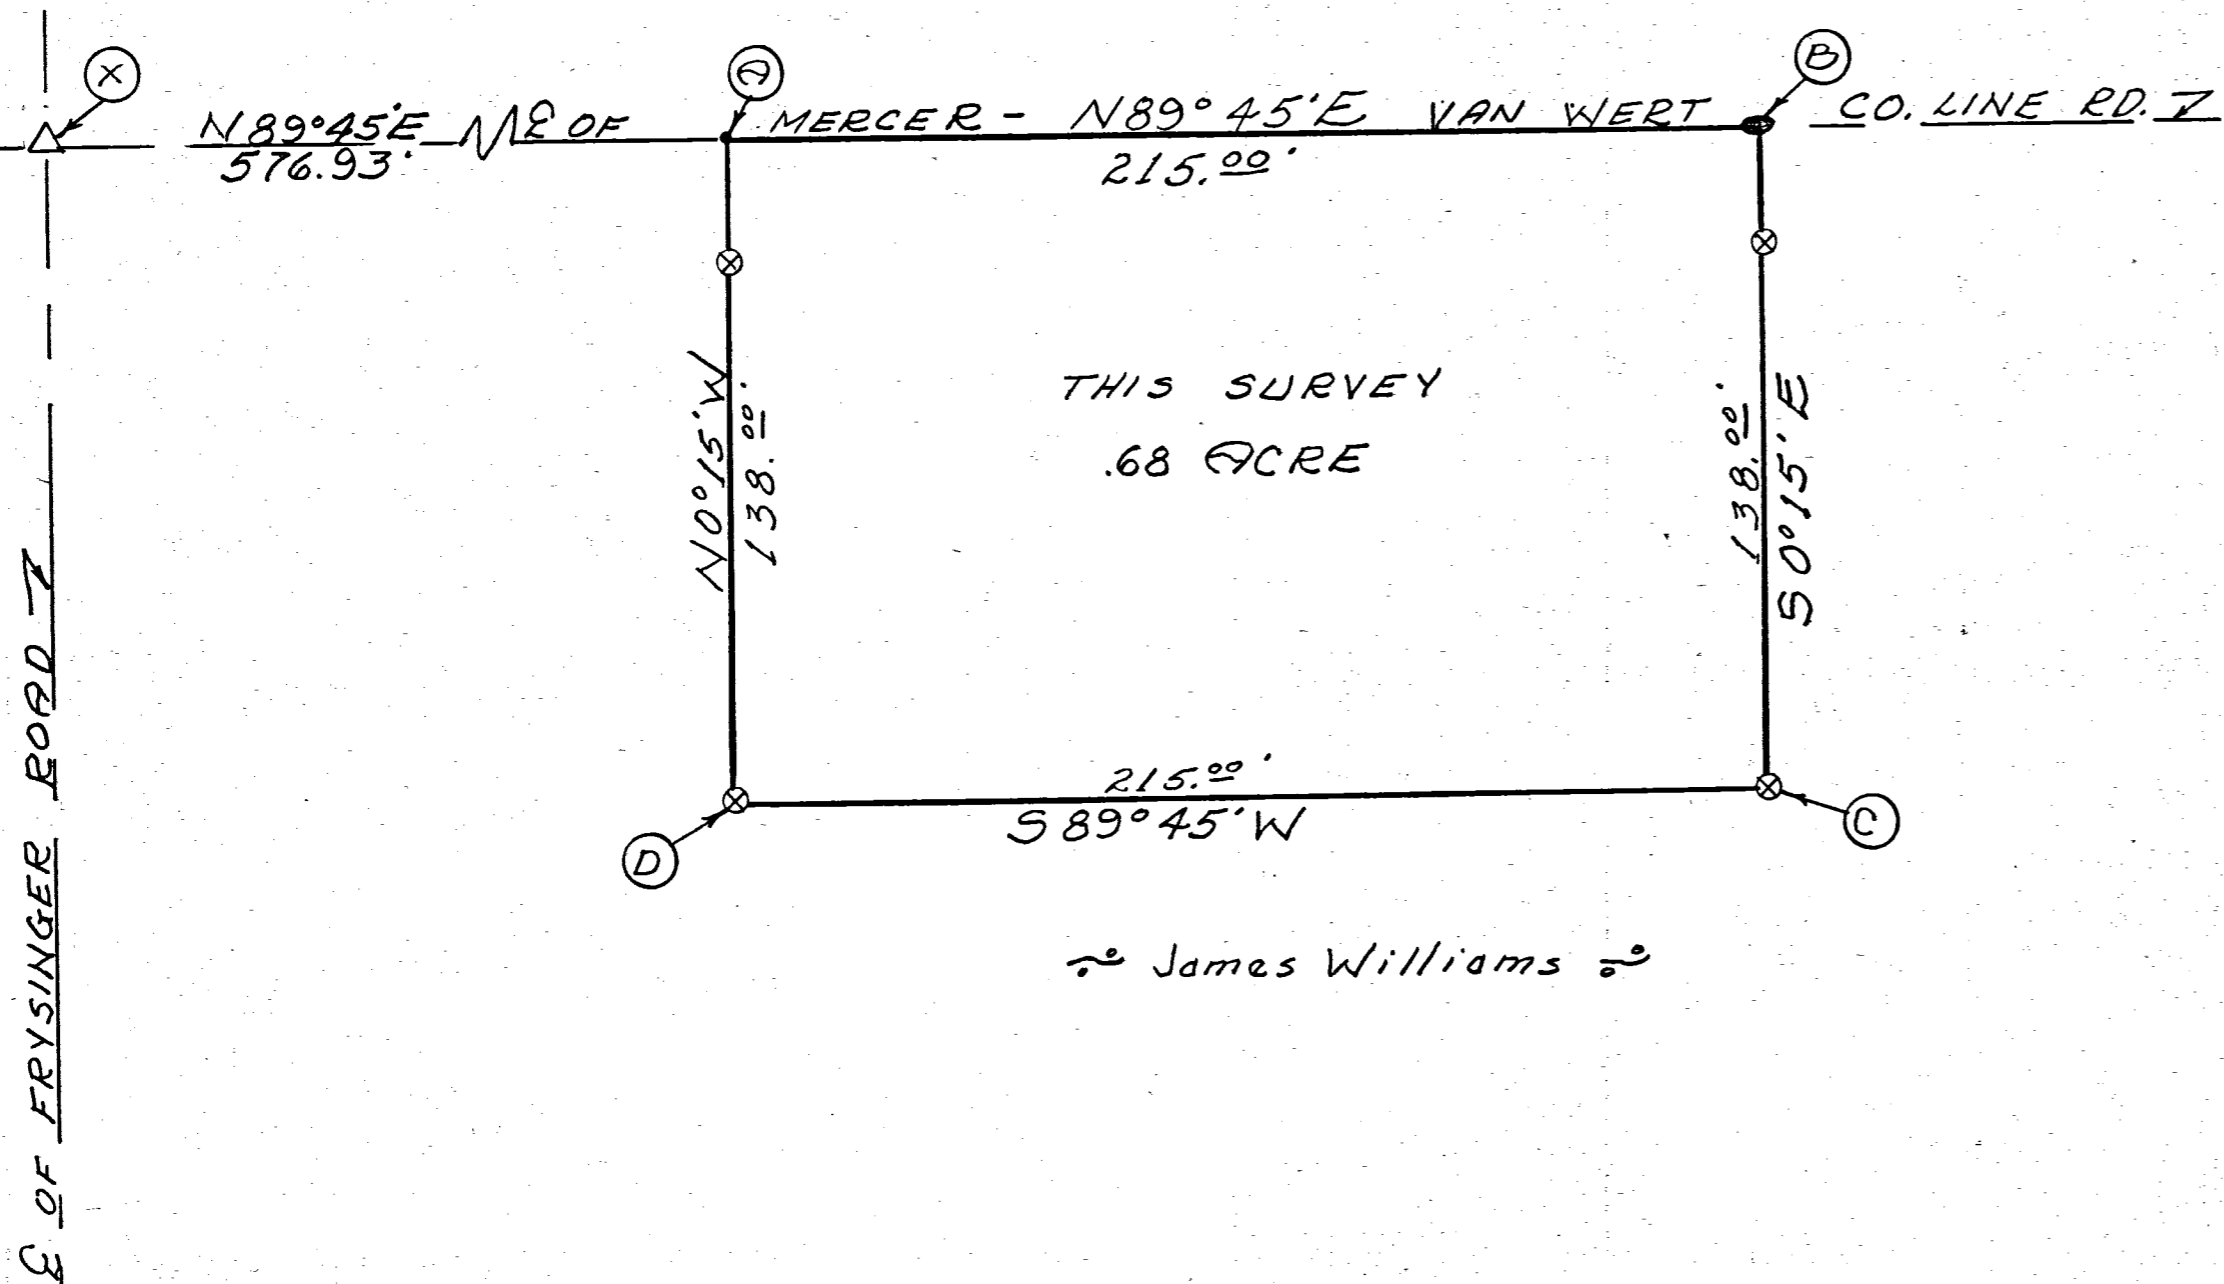 X
A
B
N89°45'E ℄ OF MERCER - N89°45'E VAN WERT CO. LINE RD.
576.93'
215.00'
N0°15'W
138.00'
THIS SURVEY
.68 ACRE
138.00'
S0°15'E
215.00'
S89°45'W
D
C
James Williams
℄ OF FRYSINGER ROAD